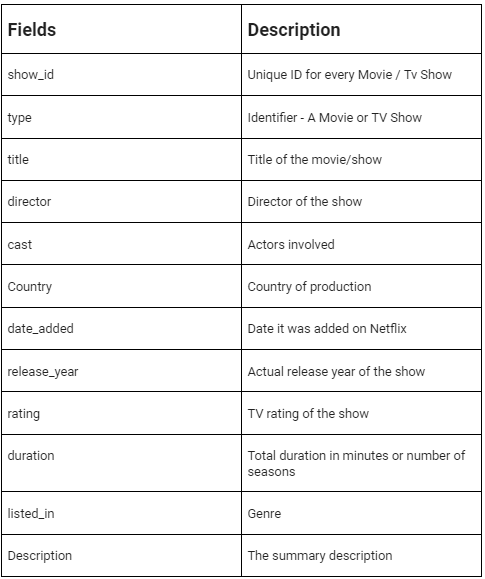 Fields Description
show_id Unique ID for every Movie / Tv Show
type Identifier - A Movie or TV Show
title Title of the movie/show
director Director of the show
cast Actors involved
Country Country of production
date_added Date it was added on Netflix
release_year Actual release year of the show
rating TV rating of the show
duration Total duration in minutes or number of
seasons
listed_in Genre
Description The summary description